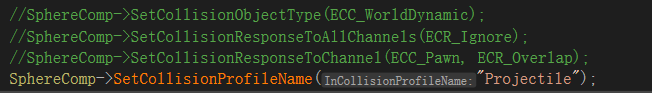 //SphereComp->SetCollisionObjectType(ECC_WorldDynamic);
//SphereComp->SetCollisionResponseToAllChannels(ECR_Ignore);
//SphereComp->SetCollisionResponseToChannel(ECC_Pawn, ECR_Overlap);
SphereComp->SetCollisionProfileName(InCollisionProfileName:"Projectile");